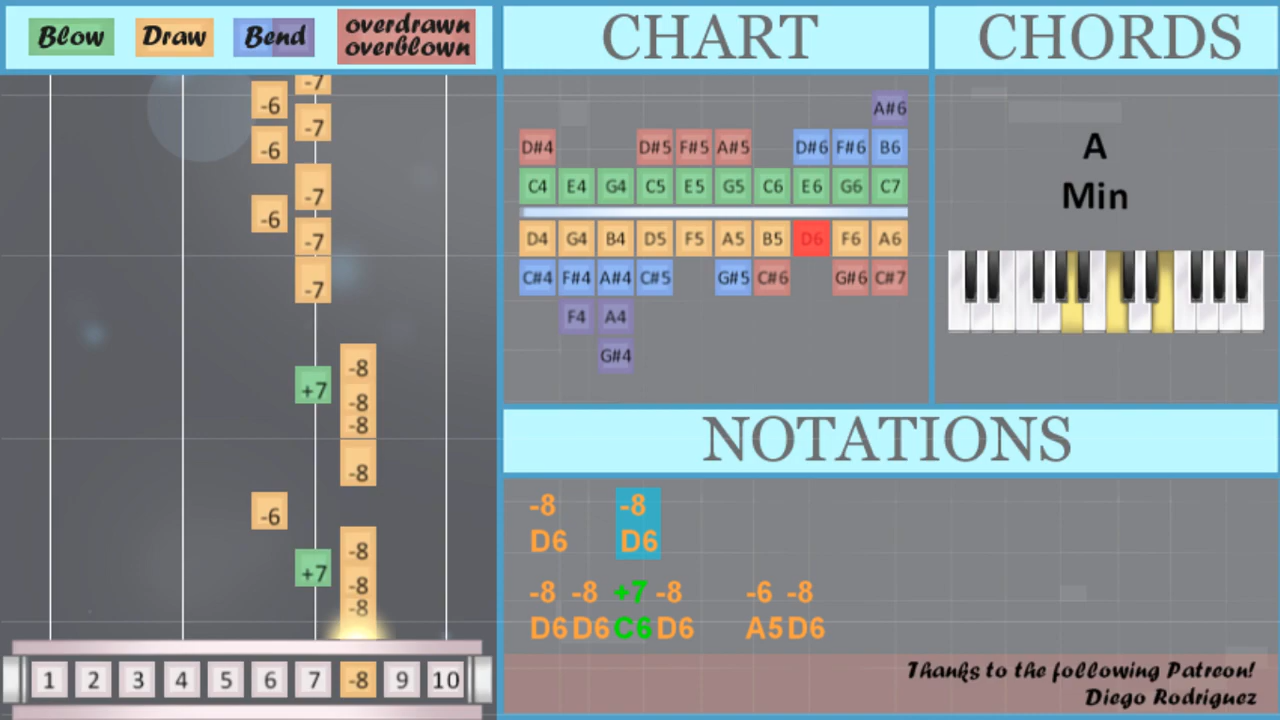 Blow Draw Bend overdrawn
overblown
CHART
CHORDS
-7
-6
-7
-6
-7
-6
-7
-7
-8
+7
-8
-8
-8
-6
-8
+7
-8
-8
1 2 3 4 5 6 7 -8 9 10
A#6
D#4 D#5 F#5 A#5 D#6 F#6 B6
C4 E4 G4 C5 E5 G5 C6 E6 G6 C7
D4 G4 B4 D5 F5 A5 B5 D6 F6 A6
C#4 F#4 A#4 C#5 G#5 C#6 G#6 C#7
F4 A4
G#4
A
Min
NOTATIONS
-8 -8
D6 D6
-8 -8 +7 -8 -6 -8
D6 D6 C6 D6 A5 D6
Thanks to the following Patreon!
Diego Rodriguez